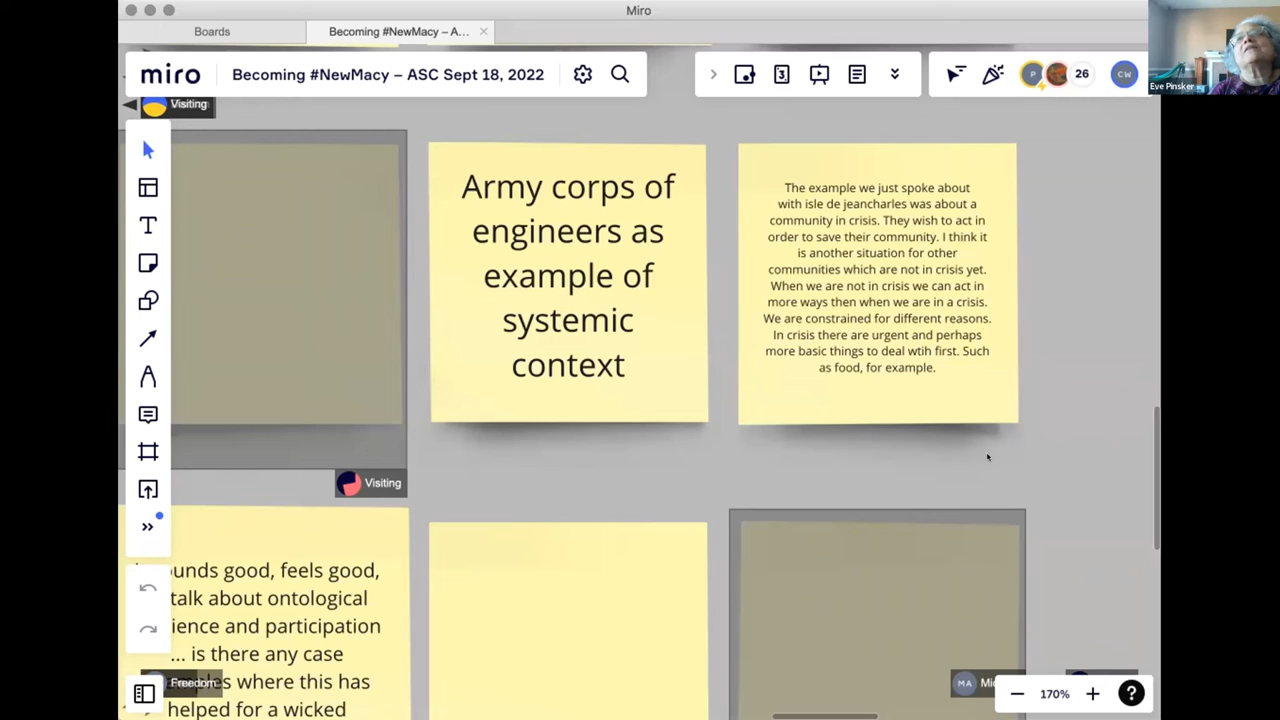 Miro
Boards
Becoming #NewMacy – A...
miro
Becoming #NewMacy – ASC Sept 18, 2022
3
P
26
CW
Eve Pinsker
Visiting
Army corps of
engineers as
example of
systemic
context
The example we just spoke about
with isle de jeancharles was about a
community in crisis. They wish to act in
order to save their community. I think it
is another situation for other
communities which are not in crisis yet.
When we are not in crisis we can act in
more ways then when we are in a crisis.
We are constrained for different reasons.
In crisis there are urgent and perhaps
more basic things to deal wtih first. Such
as food, for example.
Visiting
unds good, feels good,
talk about ontological
ience and participation
... is there any case
ples where this has
helped for a wicked
Freedom
MA
170%
?